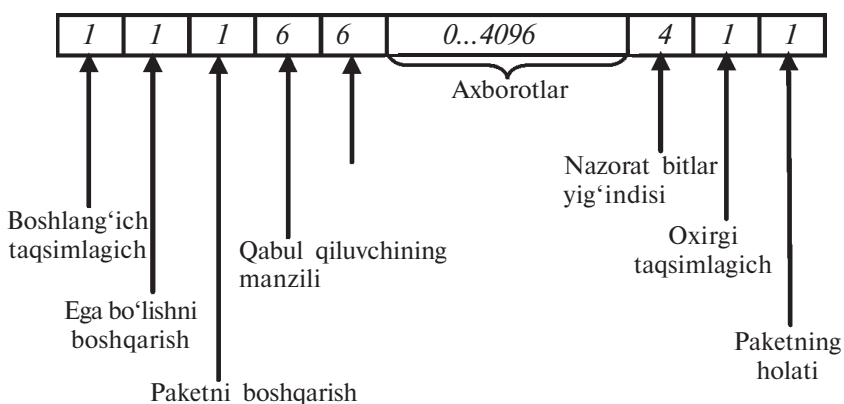 1 1 1 6 6 0...4096 4 1 1
Axborotlar
Nazorat bitlar
yig‘indisi
Boshlang‘ich
taqsimlagich
Qabul qiluvchining
manzili
Oxirgi
taqsimlagich
Ega bo‘lishni
boshqarish
Paketning
holati
Paketni boshqarish